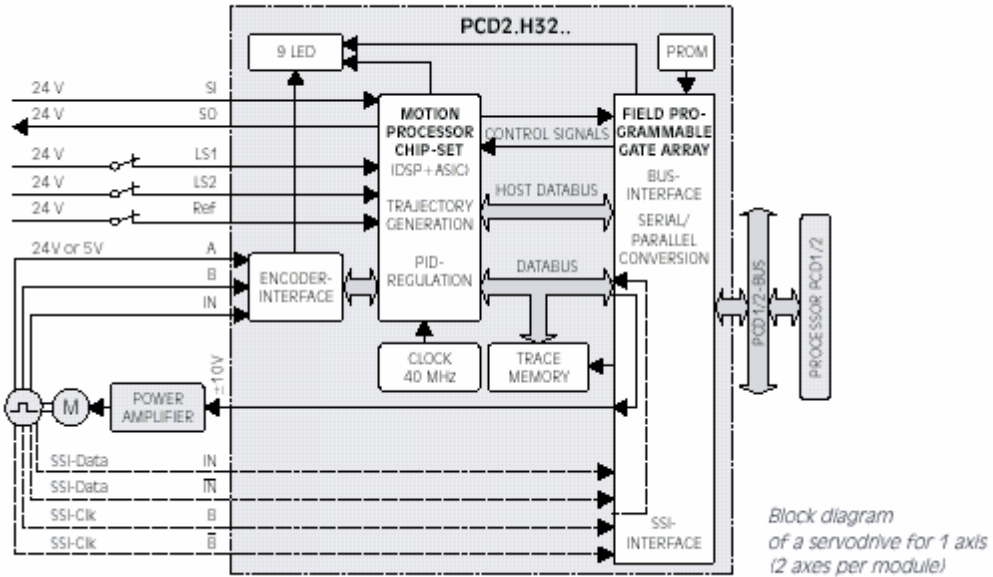 PCD2.H32..
9 LED
PROM
24 V SI
24 V SO
24 V LS1
24 V LS2
24 V Ref
24V or 5V A
B
IN
MOTION
PROCESSOR
CHIP-SET
(DSP+ASIC)
TRAJECTORY
GENERATION
PID-
REGULATION
CONTROL SIGNALS
HOST DATABUS
DATABUS
FIELD PRO-
GRAMMABLE
GATE ARRAY
BUS-
INTERFACE
SERIAL/
PARALLEL
CONVERSION
ENCODER-
INTERFACE
CLOCK
40 MHz
TRACE
MEMORY
PCD1/2-BUS
PROCESSOR PCD1/2
±10V
M
POWER
AMPLIFIER
SSI-Data IN
SSI-Data I̅N̅
SSI-Clk B
SSI-Clk B̅
SSI-
INTERFACE
Block diagram
of a servodrive for 1 axis
(2 axes per module)